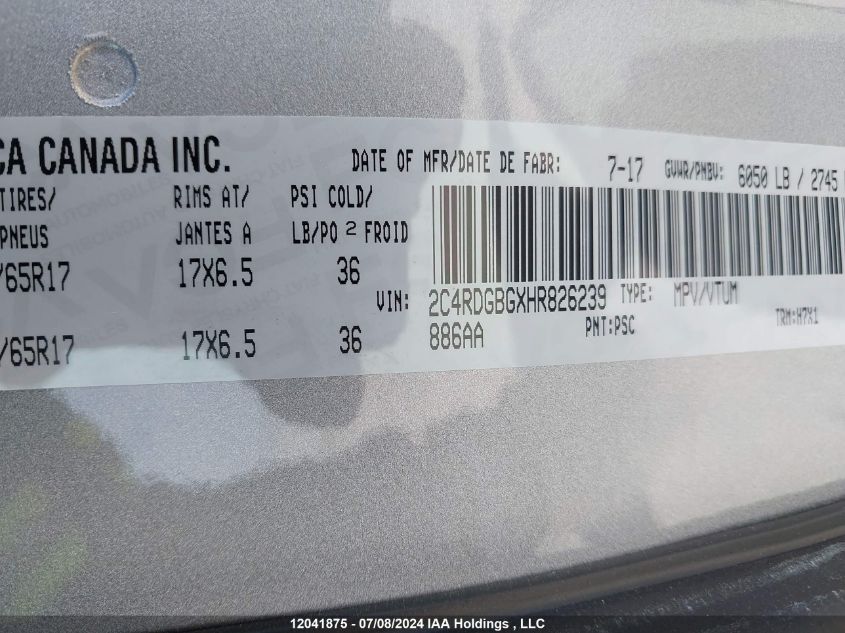 CA CANADA INC. DATE OF MFR/DATE DE FABR: 7-17 GVWR/PNBV: 6050 LB / 2745
TIRES/ RIMS AT/ PSI COLD/
PNEUS JANTES A LB/PO 2 FROID
/65R17 17X6.5 36
VIN: 2C4RDGBGXHR826239 TYPE: MPV/VTUM
/65R17 17X6.5 36 886AA PNT:PSC TRM:H7X1
12041875 - 07/08/2024 IAA Holdings , LLC